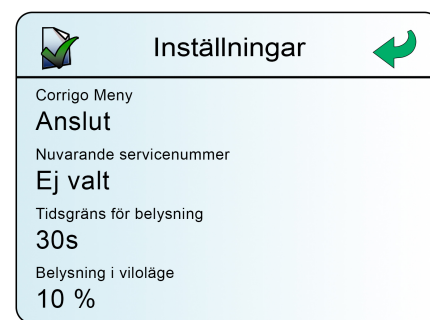 Inställningar
Corrigo Meny
Anslut
Nuvarande servicenummer
Ej valt
Tidsgräns för belysning
30s
Belysning i viloläge
10 %